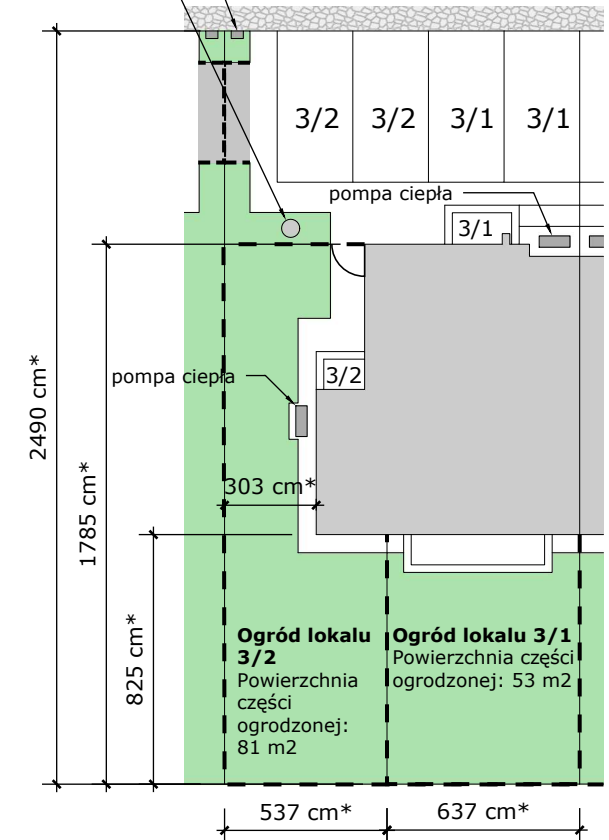 3/2
3/2
3/1
3/1
pompa ciepła
3/1
pompa ciepła
3/2
2490 cm*
1785 cm*
303 cm*
825 cm*
Ogród lokalu
3/2
Powierzchnia
części
ogrodzonej:
81 m2
Ogród lokalu 3/1
Powierzchnia części
ogrodzonej: 53 m2
537 cm*
637 cm*